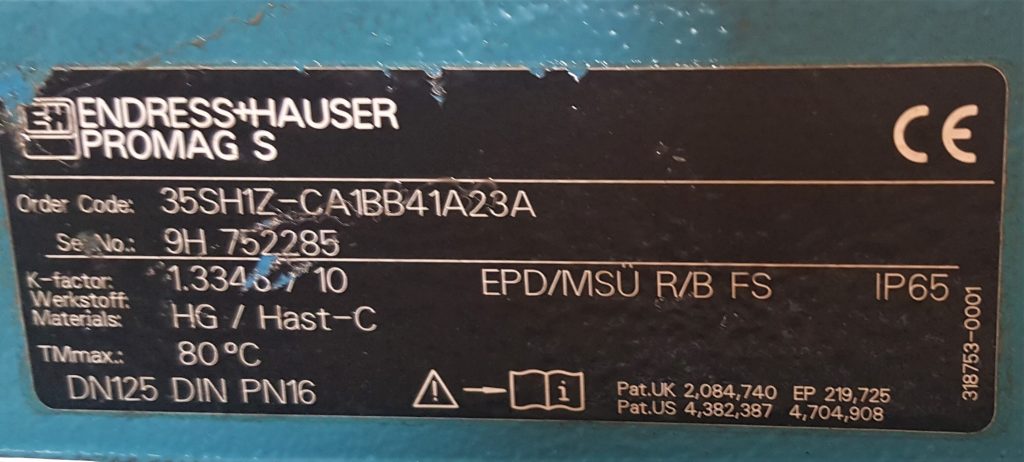 E+H ENDRESS+HAUSER
PROMAG S
CE
Order Code: 35SH1Z-CA1BB41A23A
Se No.: 9H 752285
K-factor: / 10 EPD/MSÜ R/B FS IP65
Werkstoff:
Materials: HG / Hast-C
TMmax.: 80 °C
DN125 DIN PN16
Pat.UK 2,084,740 EP 219,725
Pat.US 4,382,387 4,704,908
318753-0001